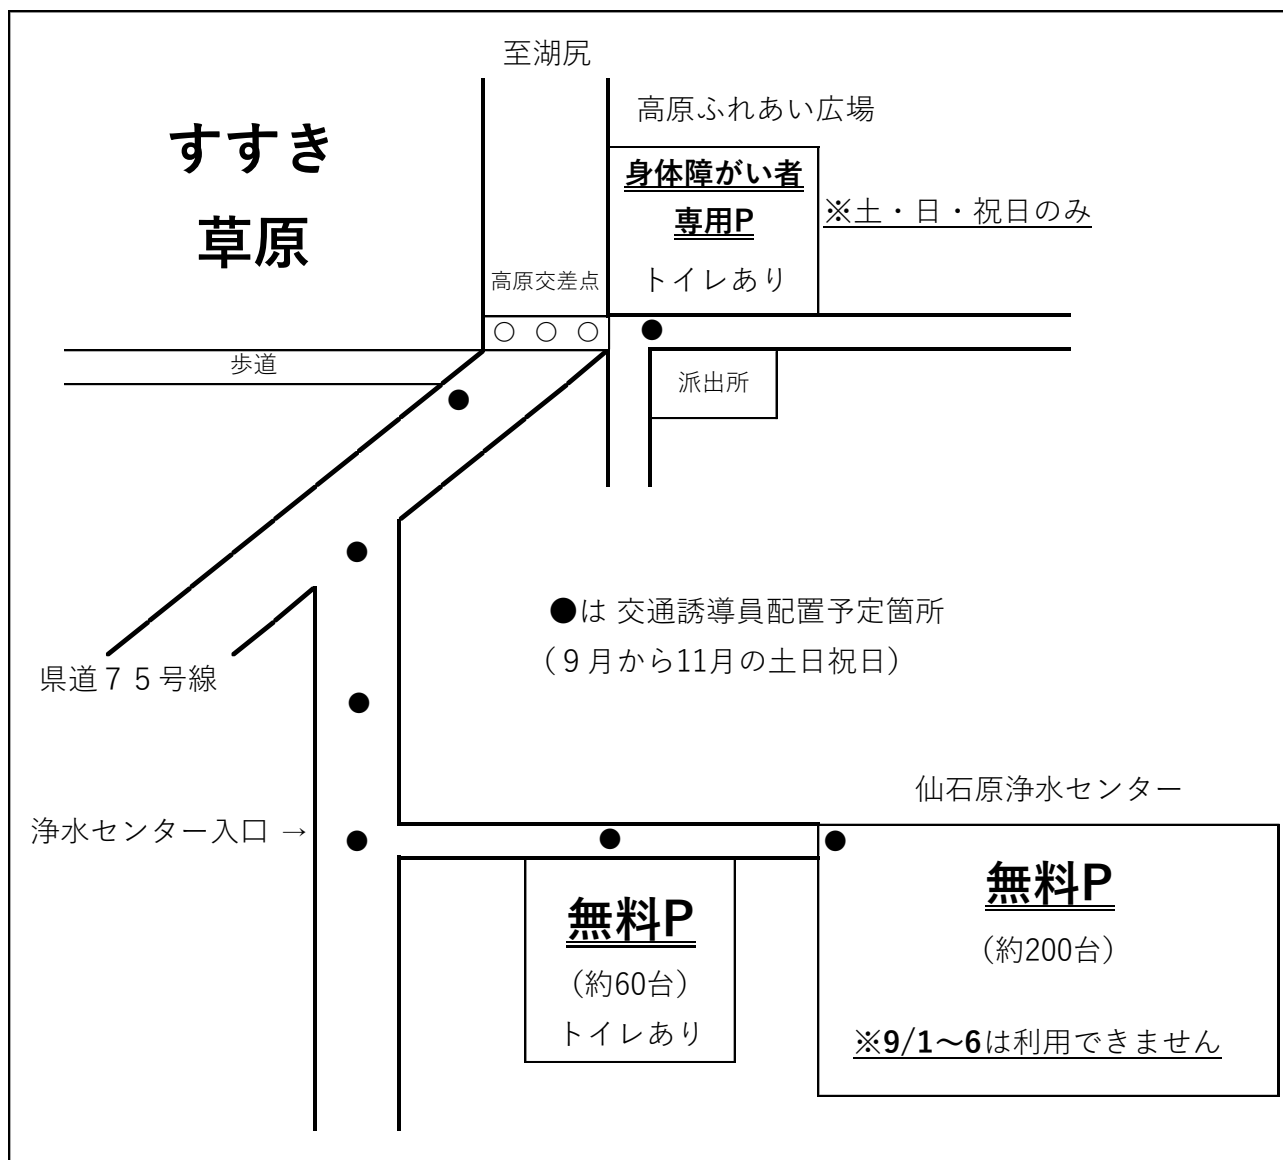 至湖尻
高原ふれあい広場
すすき
草原
身体障がい者
専用P
トイレあり
※土・日・祝日のみ
高原交差点
○ ○ ○
●
歩道
派出所
●
●
●は 交通誘導員配置予定箇所
（９月から11月の土日祝日）
県道７５号線
●
仙石原浄水センター
浄水センター入口 →
● ● ●
無料P
（約60台）
トイレあり
無料P
（約200台）
※9/1～6は利用できません